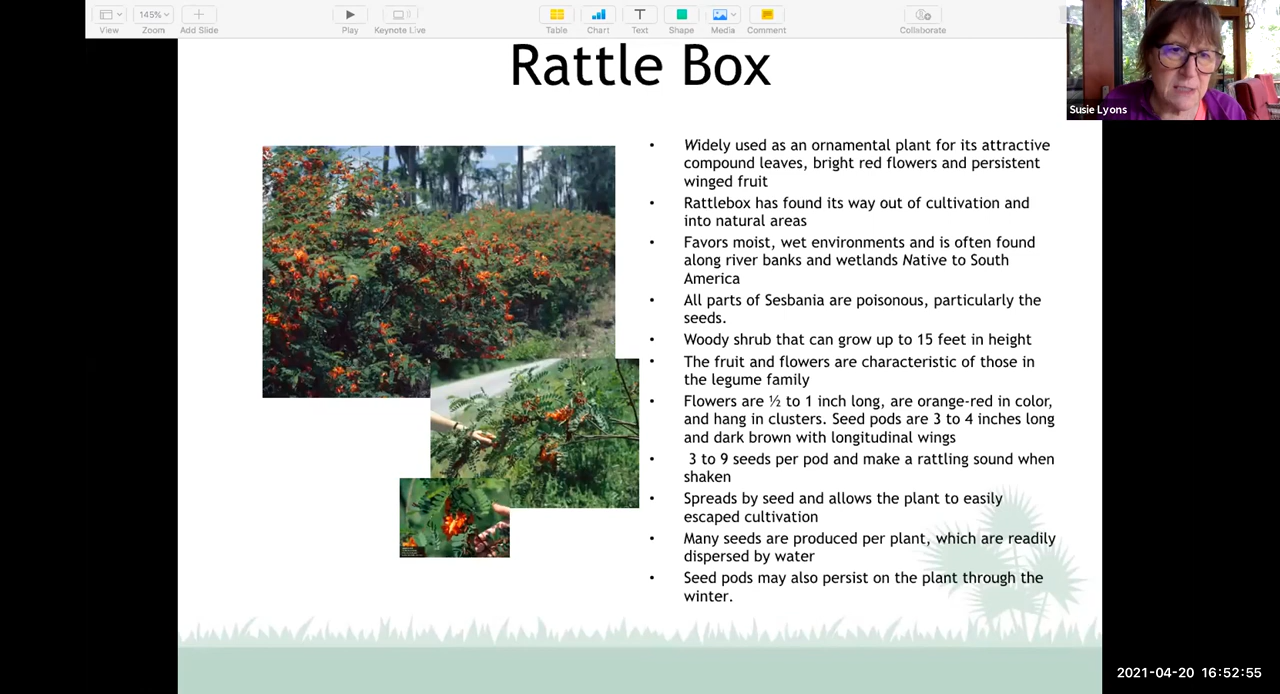 145%
View
Zoom
Add Slide
Play
Keynote Live
Table
Chart
Text
Shape
Media
Comment
Collaborate
Susie Lyons
Rattle Box
• Widely used as an ornamental plant for its attractive
compound leaves, bright red flowers and persistent
winged fruit
• Rattlebox has found its way out of cultivation and
into natural areas
• Favors moist, wet environments and is often found
along river banks and wetlands Native to South
America
• All parts of Sesbania are poisonous, particularly the
seeds.
• Woody shrub that can grow up to 15 feet in height
• The fruit and flowers are characteristic of those in
the legume family
• Flowers are ½ to 1 inch long, are orange-red in color,
and hang in clusters. Seed pods are 3 to 4 inches long
and dark brown with longitudinal wings
• 3 to 9 seeds per pod and make a rattling sound when
shaken
• Spreads by seed and allows the plant to easily
escaped cultivation
• Many seeds are produced per plant, which are readily
dispersed by water
• Seed pods may also persist on the plant through the
winter.
2021-04-20 16:52:55